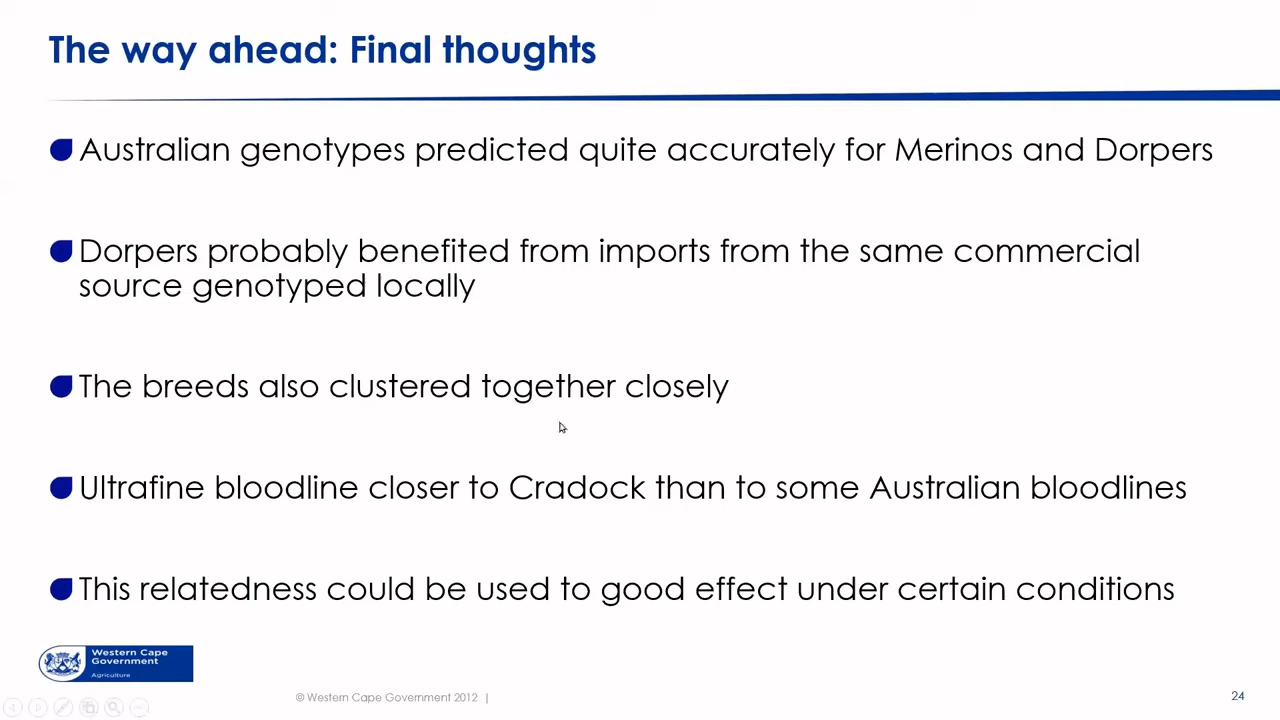 The way ahead: Final thoughts
Australian genotypes predicted quite accurately for Merinos and Dorpers
Dorpers probably benefited from imports from the same commercial
source genotyped locally
The breeds also clustered together closely
Ultrafine bloodline closer to Cradock than to some Australian bloodlines
This relatedness could be used to good effect under certain conditions
Western Cape
Government
Agriculture
© Western Cape Government 2012 |
24